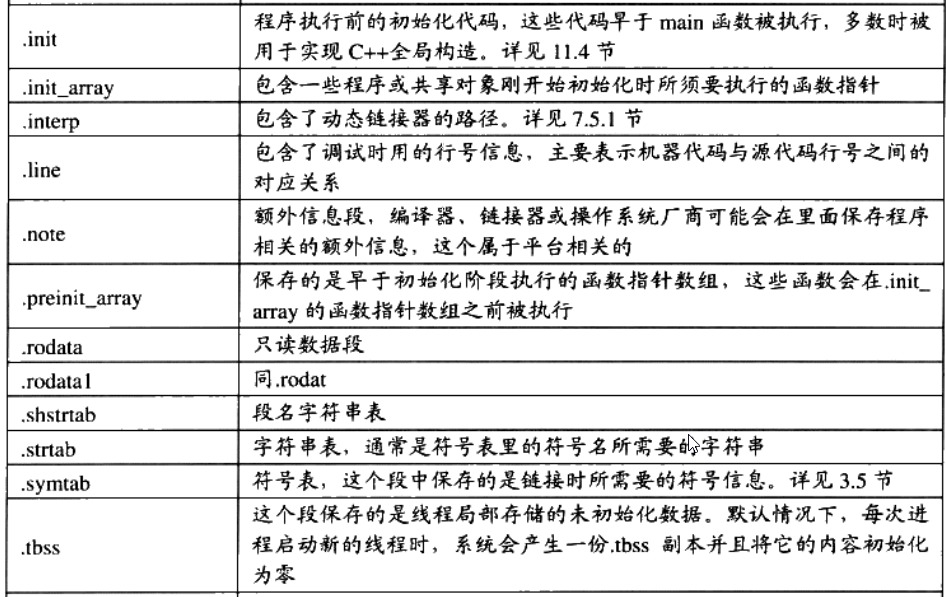 .init
程序执行前的初始化代码，这些代码早于 main 函数被执行，多数时被
用于实现 C++全局构造。详见 11.4 节
.init_array
包含一些程序或共享对象刚开始初始化时所须要执行的函数指针
.interp
包含了动态链接器的路径。详见 7.5.1 节
.line
包含了调试时用的行号信息，主要表示机器代码与源代码行号之间的
对应关系
.note
额外信息段，编译器、链接器或操作系统厂商可能会在里面保存程序
相关的额外信息，这个属于平台相关的
.preinit_array
保存的是早于初始化阶段执行的函数指针数组，这些函数会在.init_
array 的函数指针数组之前被执行
.rodata
只读数据段
.rodata1
同.rodat
.shstrtab
段名字符串表
.strtab
字符串表，通常是符号表里的符号名所需要的字符串
.symtab
符号表，这个段中保存的是链接时所需要的符号信息。详见 3.5 节
.tbss
这个段保存的是线程局部存储的未初始化数据。默认情况下，每次进
程启动新的线程时，系统会产生一份.tbss 副本并且将它的内容初始化
为零